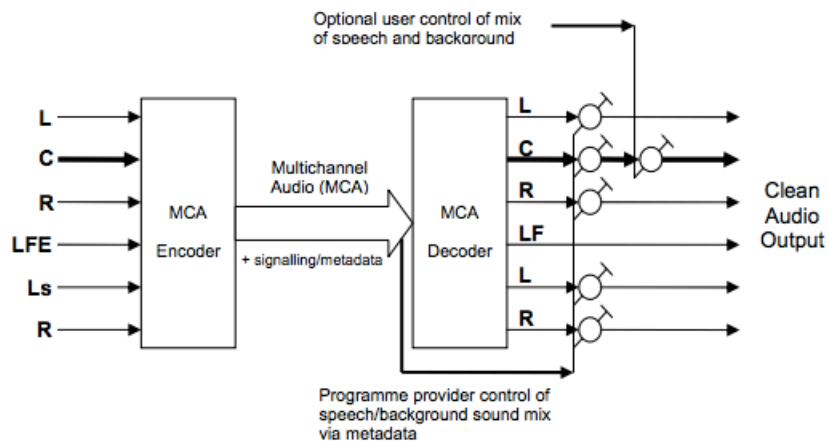 Optional user control of mix
of speech and background
L
C
R
LFE
Ls
R
MCA
Encoder
Multichannel
Audio (MCA)
+ signalling/metadata
MCA
Decoder
L
C
R
LF
L
R
Clean
Audio
Output
Programme provider control of
speech/background sound mix
via metadata